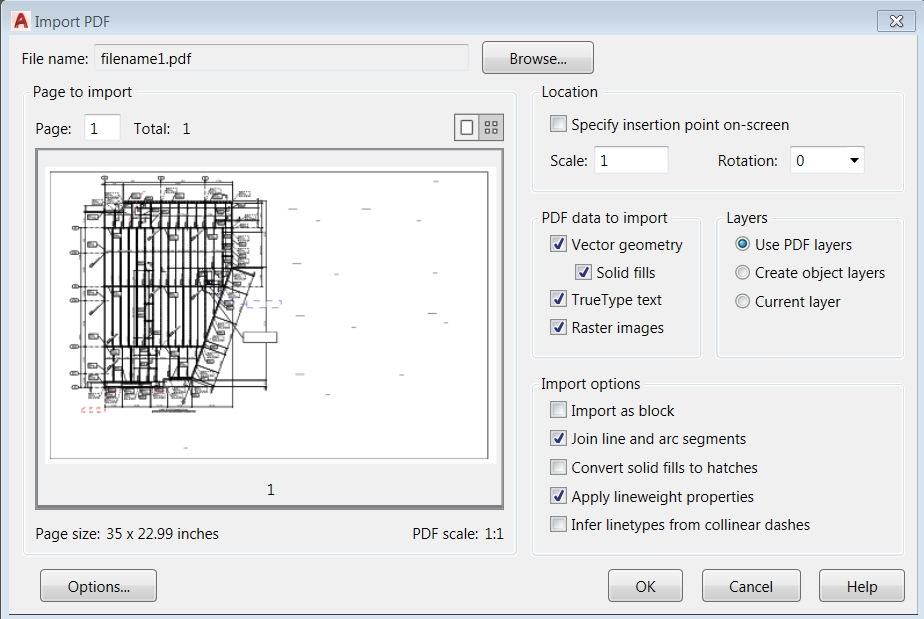 Import PDF
File name: filename1.pdf Browse...
Page to import
Page: 1 Total: 1
1
Page size: 35 x 22.99 inches PDF scale: 1:1
Location
Specify insertion point on-screen
Scale: 1 Rotation: 0
PDF data to import
Vector geometry
Solid fills
TrueType text
Raster images
Layers
Use PDF layers
Create object layers
Current layer
Import options
Import as block
Join line and arc segments
Convert solid fills to hatches
Apply lineweight properties
Infer linetypes from collinear dashes
Options... OK Cancel Help